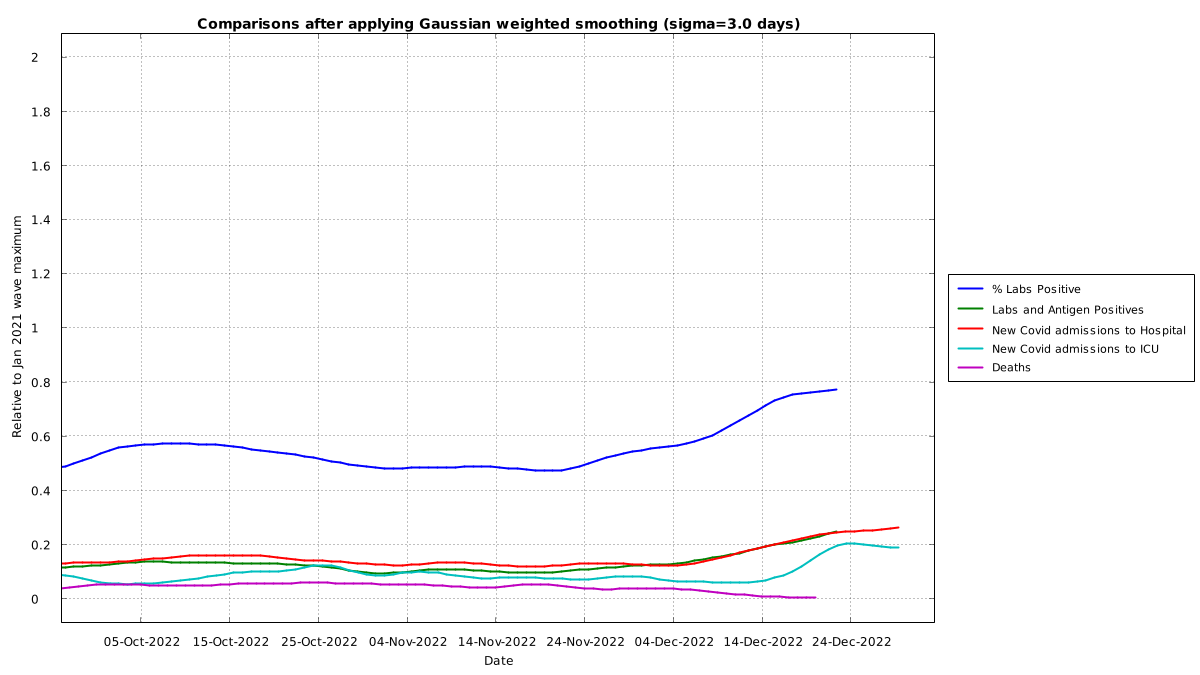 Comparisons after applying Gaussian weighted smoothing (sigma=3.0 days)
Relative to Jan 2021 wave maximum
2
1.8
1.6
1.4
1.2
1
0.8
0.6
0.4
0.2
0
05-Oct-2022 15-Oct-2022 25-Oct-2022 04-Nov-2022 14-Nov-2022 24-Nov-2022 04-Dec-2022 14-Dec-2022 24-Dec-2022
Date
% Labs Positive
Labs and Antigen Positives
New Covid admissions to Hospital
New Covid admissions to ICU
Deaths